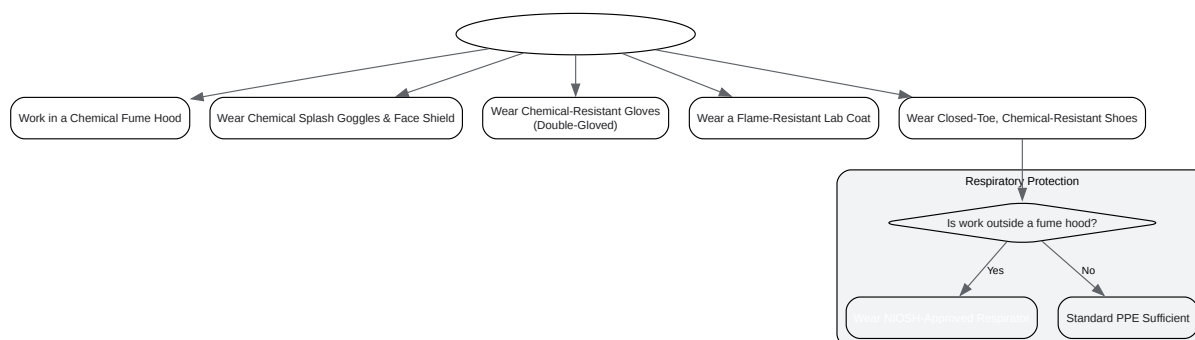 Work in a Chemical Fume Hood
Wear Chemical Splash Goggles & Face Shield
Wear Chemical-Resistant Gloves
(Double-Gloved)
Wear a Flame-Resistant Lab Coat
Wear Closed-Toe, Chemical-Resistant Shoes
Respiratory Protection
Is work outside a fume hood?
Yes
No
Wear NIOSH-Approved Respirator
Standard PPE Sufficient